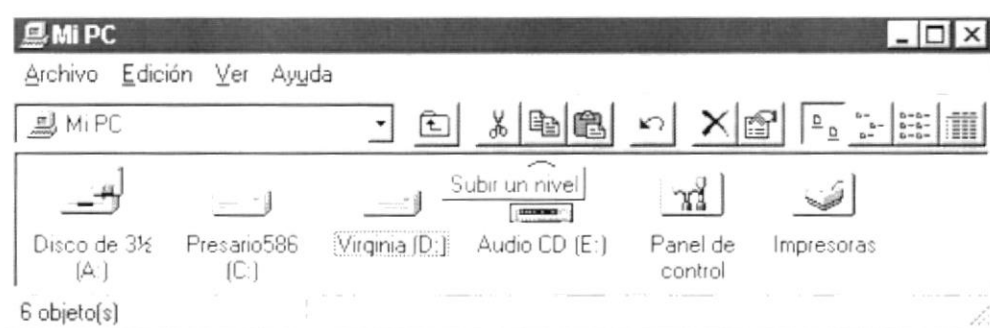 Mi PC
Archivo Edición Ver Ayuda
Mi PC
Subir un nivel
Disco de 3½ (A:)
Presario586 (C:)
Virginia (D:)
Audio CD (E:)
Panel de control
Impresoras
6 objeto(s)